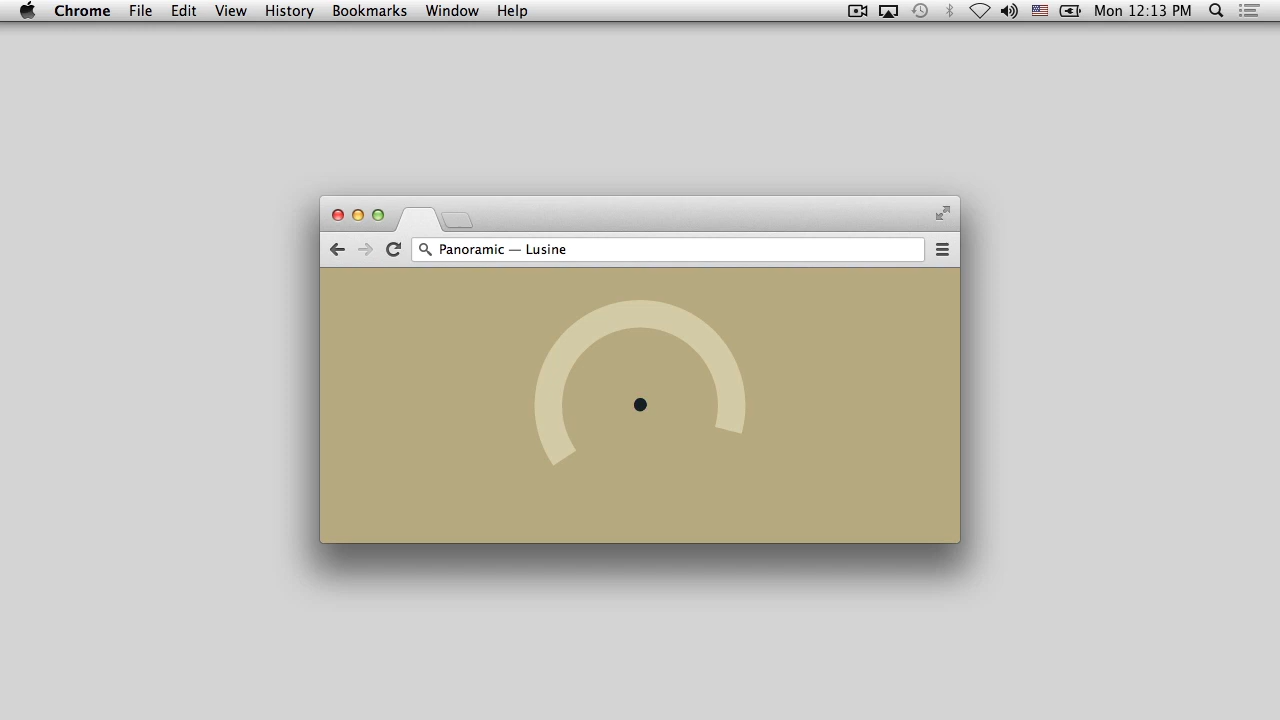 Chrome File Edit View History Bookmarks Window Help Mon 12:13 PM
Panoramic — Lusine